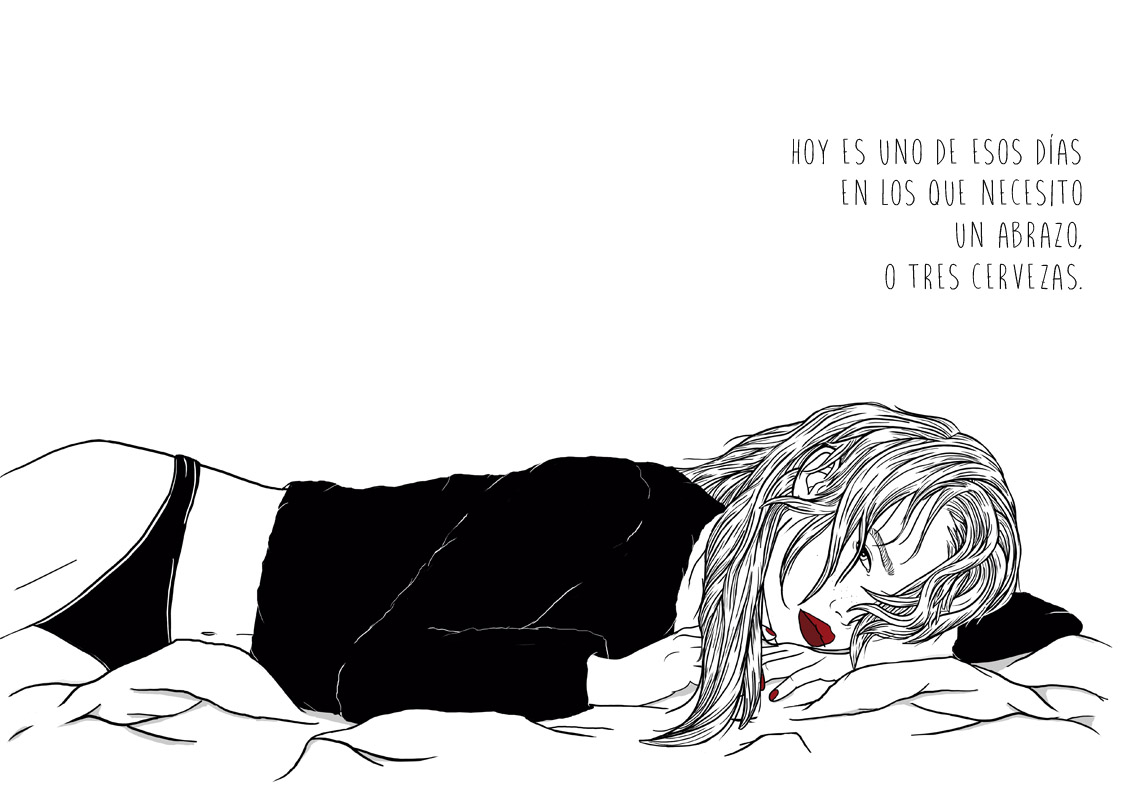 HOY ES UNO DE ESOS DÍAS
EN LOS QUE NECESITO
UN ABRAZO,
O TRES CERVEZAS.